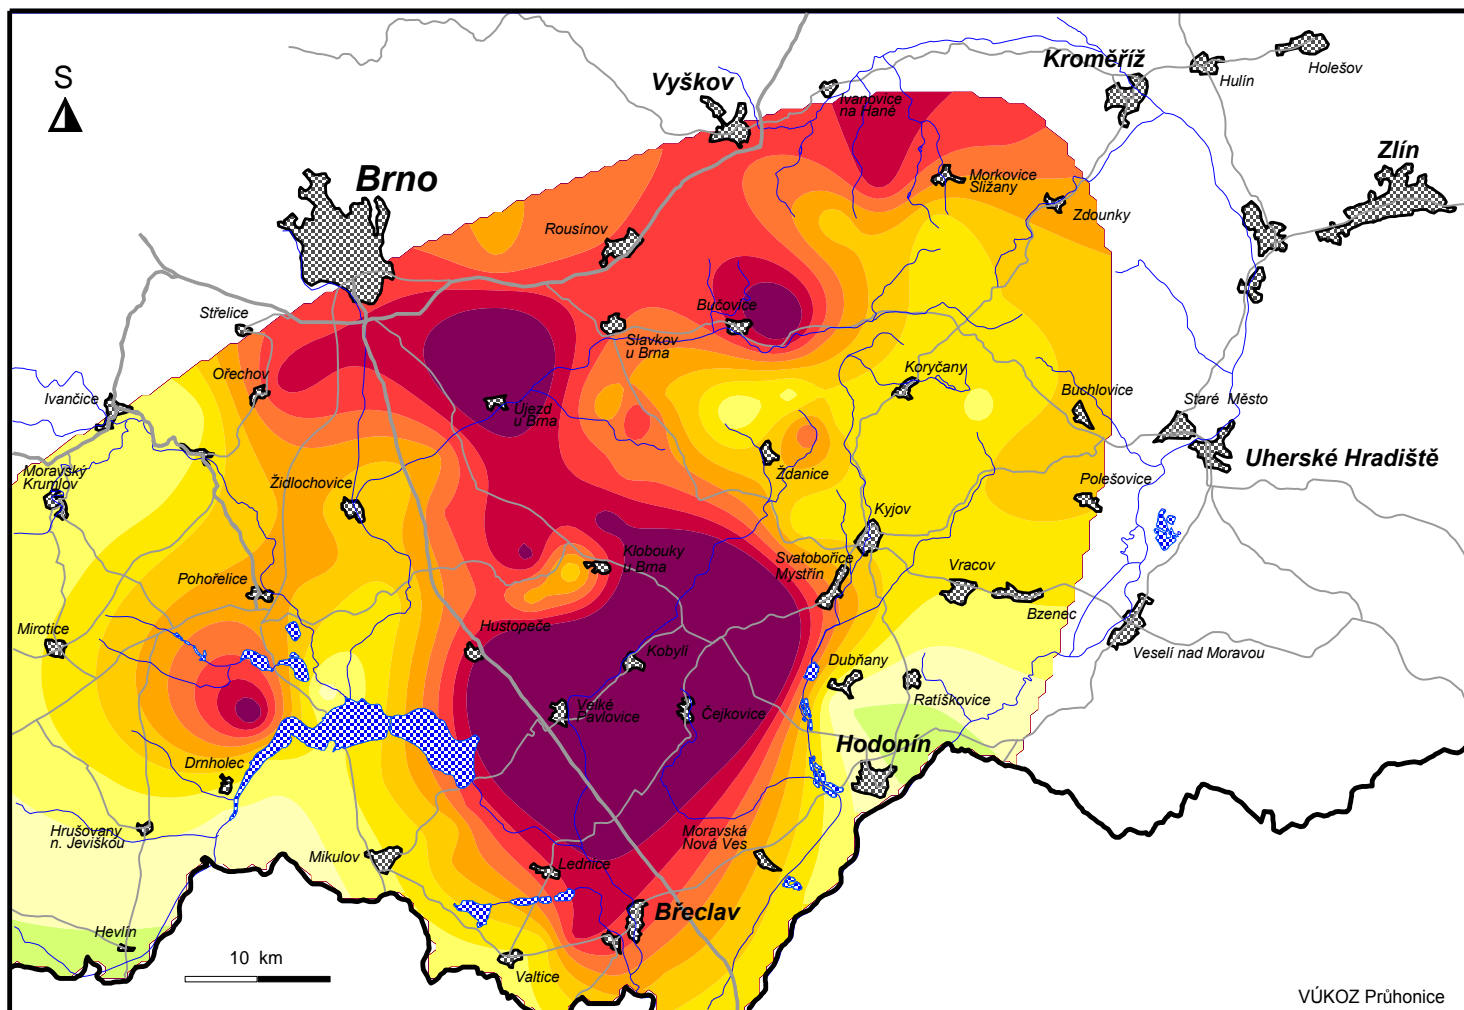 S
Kroměříž
Hulín
Holešov
Vyškov
Ivanovice
na Hané
Zlín
Brno
Morkovice
Slížany
Zdounky
Rousínov
Střelice
Bučovice
Slavkov
u Brna
Ořechov
Koryčany
Buchlovice
Staré Město
Ivančice
Újezd
u Brna
Uherské Hradiště
Moravský
Krumlov
Židlochovice
Ždanice
Polešovice
Kyjov
Klobouky
u Brna
Svatobořice
Mystřín
Vracov
Pohořelice
Bzenec
Mirotice
Hustopeče
Kobylí
Dubňany
Veselí nad Moravou
Ratíškovice
Velké
Pavlovice
Čejkovice
Hodonín
Drnholec
Hrušovany
n. Jeviškou
Moravská
Nová Ves
Mikulov
Lednice
Břeclav
Hevlín
10 km
Valtice
VÚKOZ Průhonice